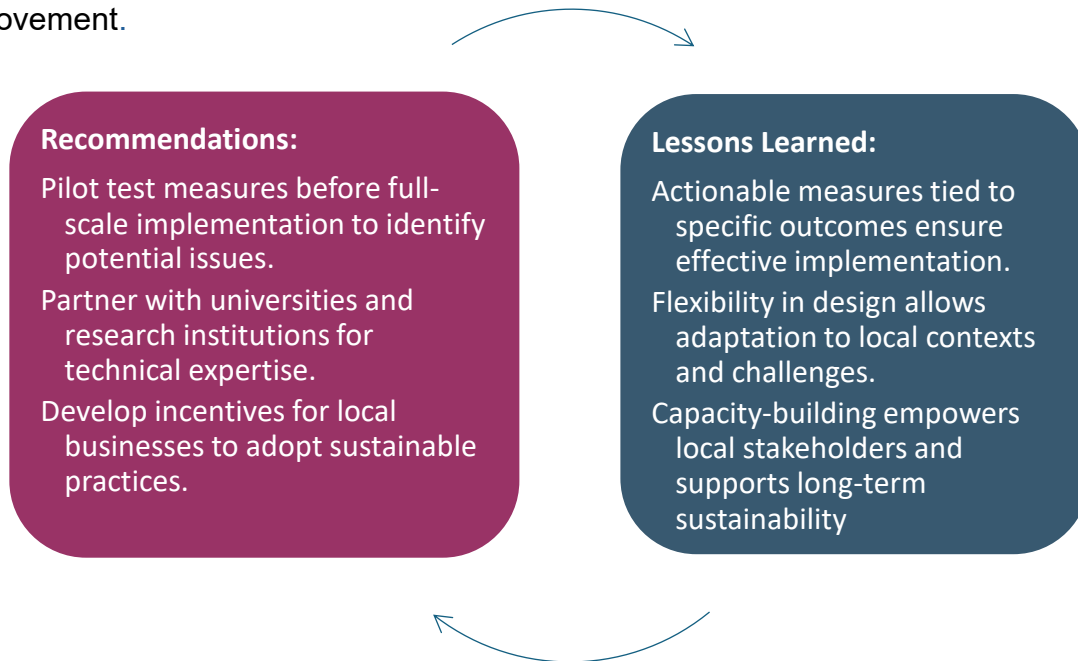 ovement.
Recommendations:
Pilot test measures before full-
scale implementation to identify
potential issues.
Partner with universities and
research institutions for
technical expertise.
Develop incentives for local
businesses to adopt sustainable
practices.
Lessons Learned:
Actionable measures tied to
specific outcomes ensure
effective implementation.
Flexibility in design allows
adaptation to local contexts
and challenges.
Capacity-building empowers
local stakeholders and
supports long-term
sustainability